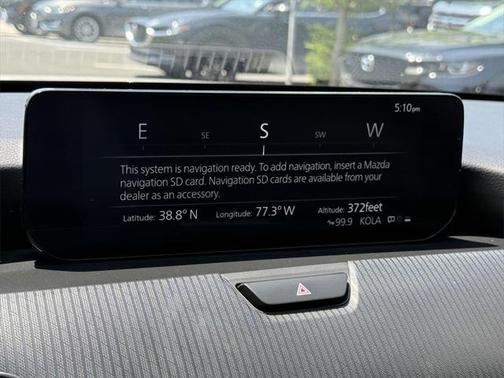 5:10pm
E SE S SW W
This system is navigation ready. To add navigation, insert a Mazda
navigation SD card. Navigation SD cards are available from your
dealer as an accessory.
Latitude: 38.8° N Longitude: 77.3° W Altitude: 372feet
99.9 KOLA